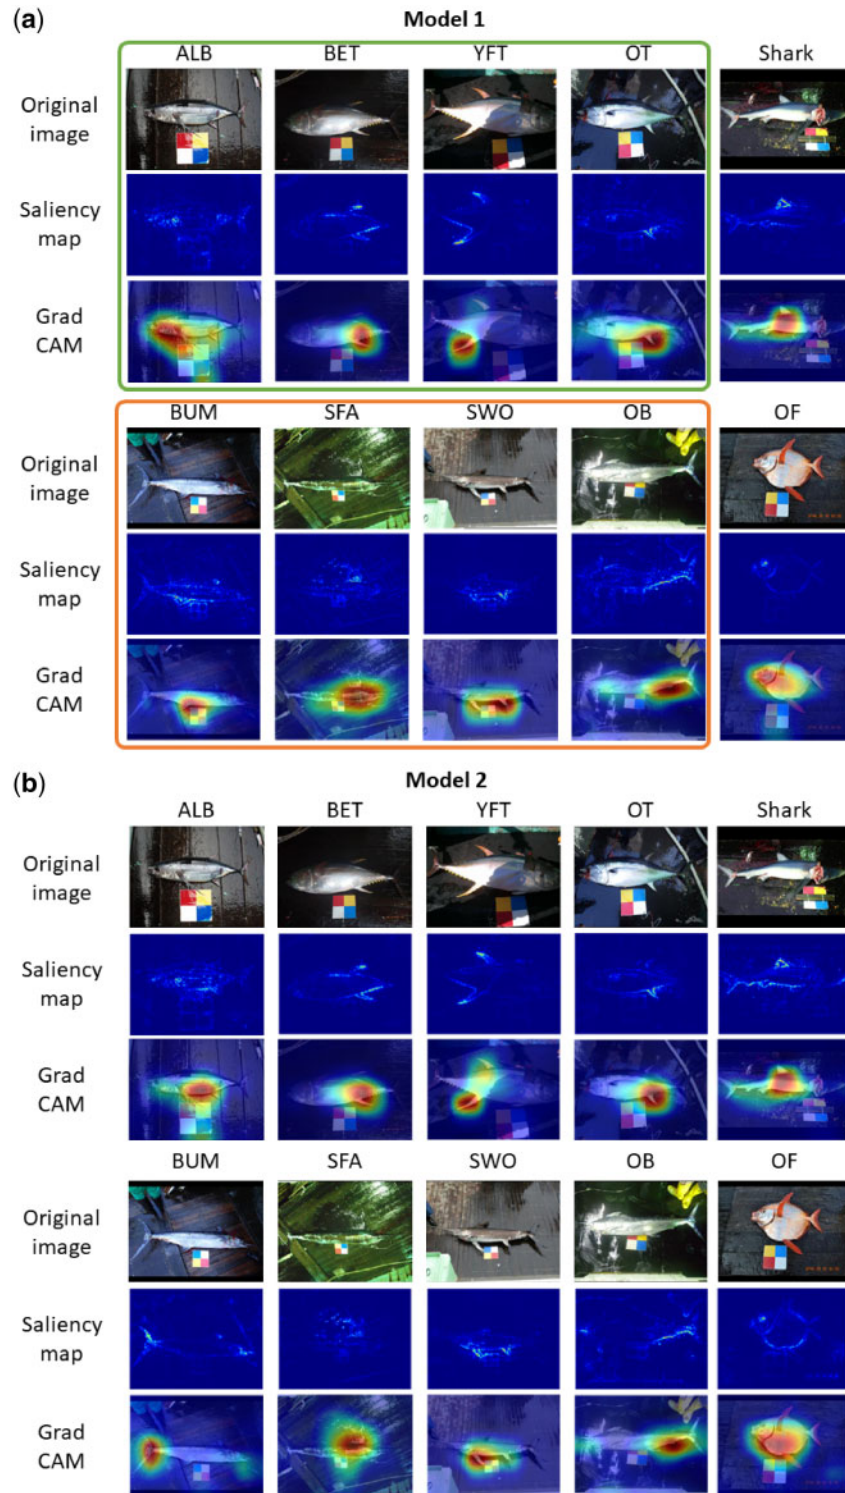 (a)
Model 1
ALB BET YFT OT Shark
Original
image
Saliency
map
Grad
CAM
BUM SFA SWO OB OF
Original
image
Saliency
map
Grad
CAM
(b)
Model 2
ALB BET YFT OT Shark
Original
image
Saliency
map
Grad
CAM
BUM SFA SWO OB OF
Original
image
Saliency
map
Grad
CAM